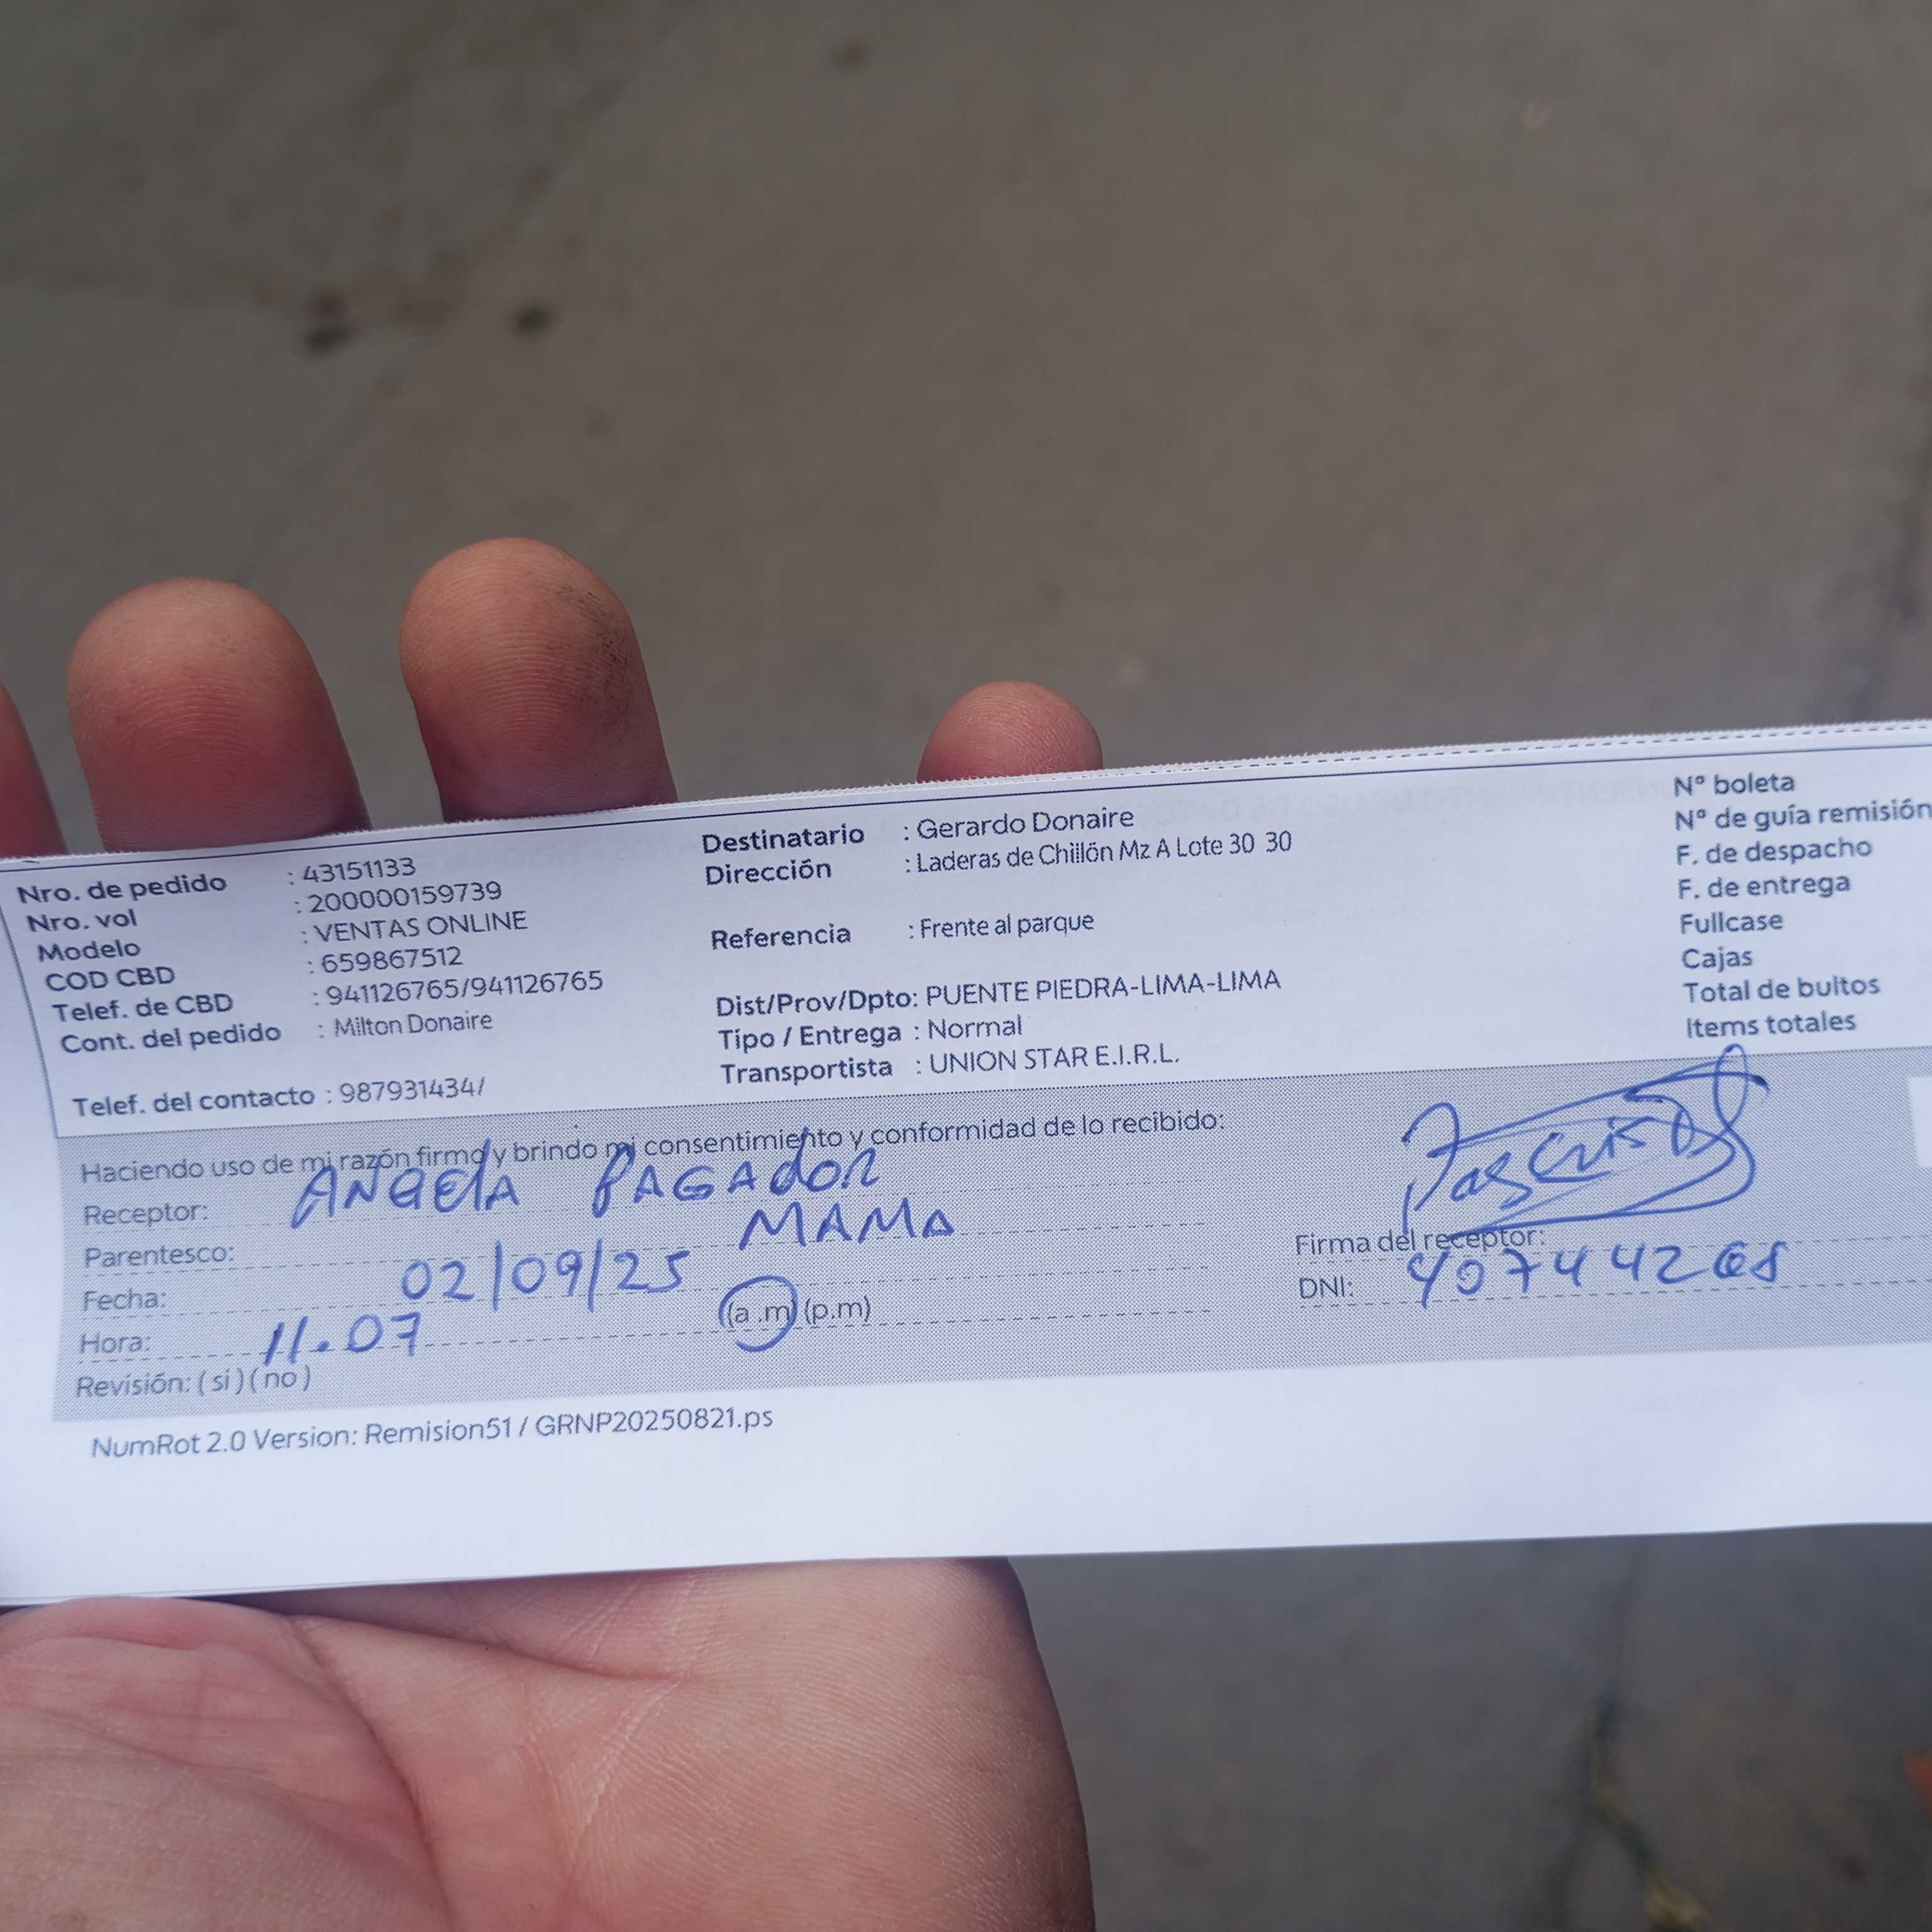 Nro. de pedido : 43151133
Nro. vol : 200000159739
Modelo : VENTAS ONLINE
COD CBD : 659867512
Telef. de CBD : 941126765/941126765
Cont. del pedido : Milton Donaire
Telef. del contacto : 987931434/
Destinatario : Gerardo Donaire
Dirección : Laderas de Chillón Mz A Lote 30 30
Referencia : Frente al parque
Dist/Prov/Dpto: PUENTE PIEDRA-LIMA-LIMA
Tipo / Entrega : Normal
Transportista : UNION STAR E.I.R.L.
N° boleta
N° de guía remisión
F. de despacho
F. de entrega
Fullcase
Cajas
Total de bultos
Items totales
Haciendo uso de mi razón firmo y brindo mi consentimiento y conformidad de lo recibido:
Receptor: ANGELA PAGADOR
Parentesco: MAMA
Fecha: 02/09/25
Hora: 11.07 (a .m) (p.m)
Revisión: ( si ) ( no )
Firma del receptor:
DNI:
NumRot 2.0 Version: Remision51 / GRNP20250821.ps